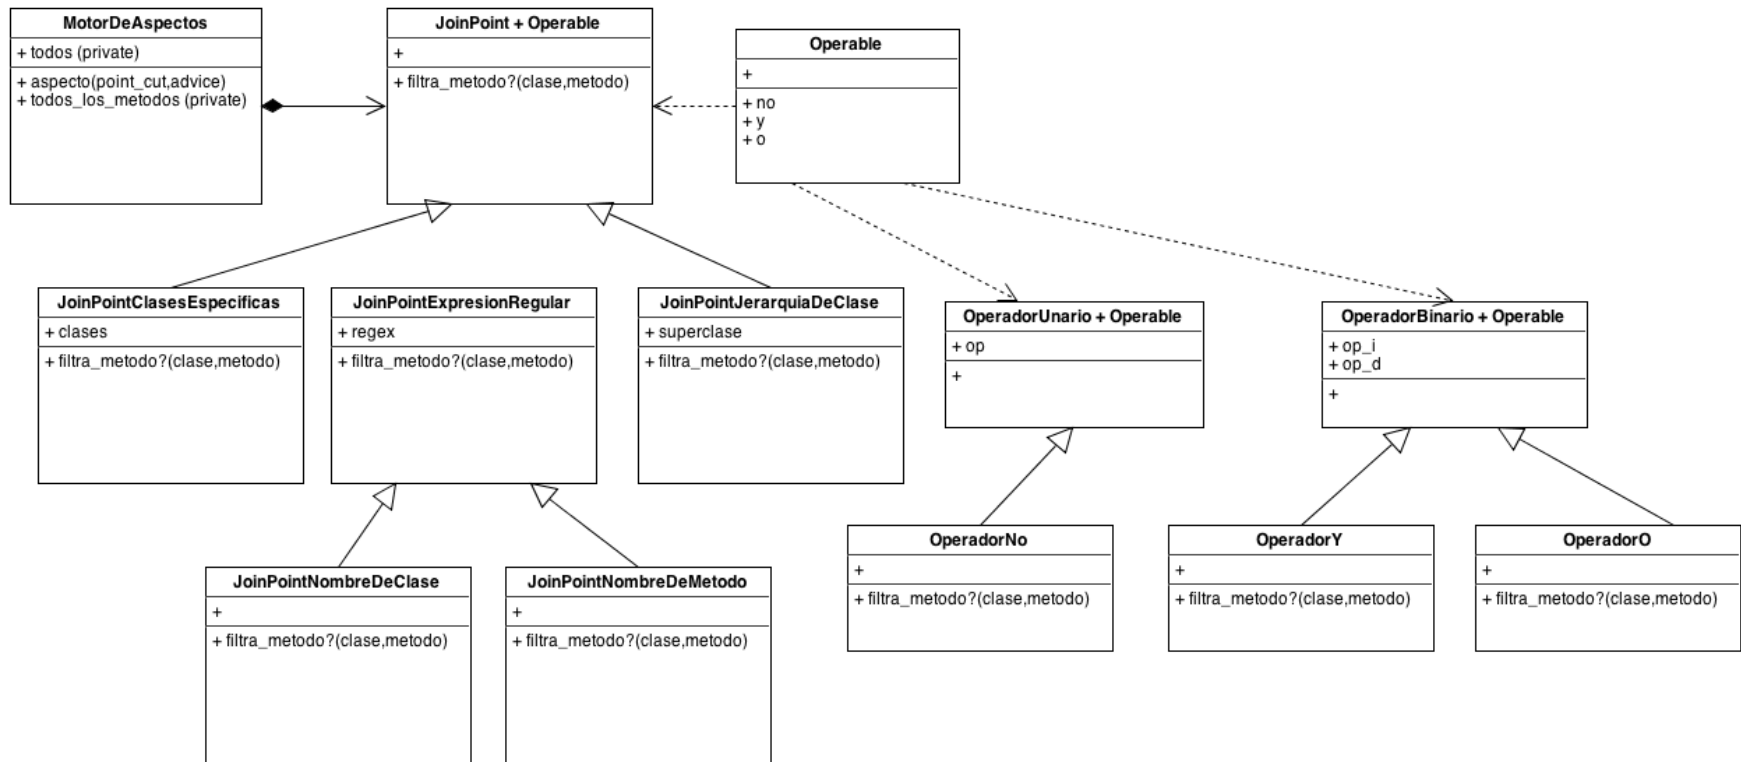 MotorDeAspectos
+ todos (private)
+ aspecto(point_cut,advice)
+ todos_los_metodos (private)
JoinPoint + Operable
+
+ filtra_metodo?(clase,metodo)
Operable
+
+ no
+ y
+ o
JoinPointClasesEspecificas
+ clases
+ filtra_metodo?(clase,metodo)
JoinPointExpresionRegular
+ regex
+ filtra_metodo?(clase,metodo)
JoinPointJerarquiaDeClase
+ superclase
+ filtra_metodo?(clase,metodo)
OperadorUnario + Operable
+ op
+
OperadorBinario + Operable
+ op_i
+ op_d
+
JoinPointNombreDeClase
+
+ filtra_metodo?(clase,metodo)
JoinPointNombreDeMetodo
+
+ filtra_metodo?(clase,metodo)
OperadorNo
+
+ filtra_metodo?(clase,metodo)
OperadorY
+
+ filtra_metodo?(clase,metodo)
OperadorO
+
+ filtra_metodo?(clase,metodo)